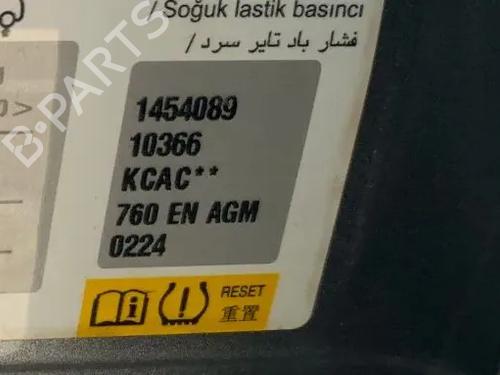 / Soğuk lastik basıncı
فشار باد تایر سرد /
1454089
10366
KCAC**
760 EN AGM
0224
RESET
重置
B-PARTS